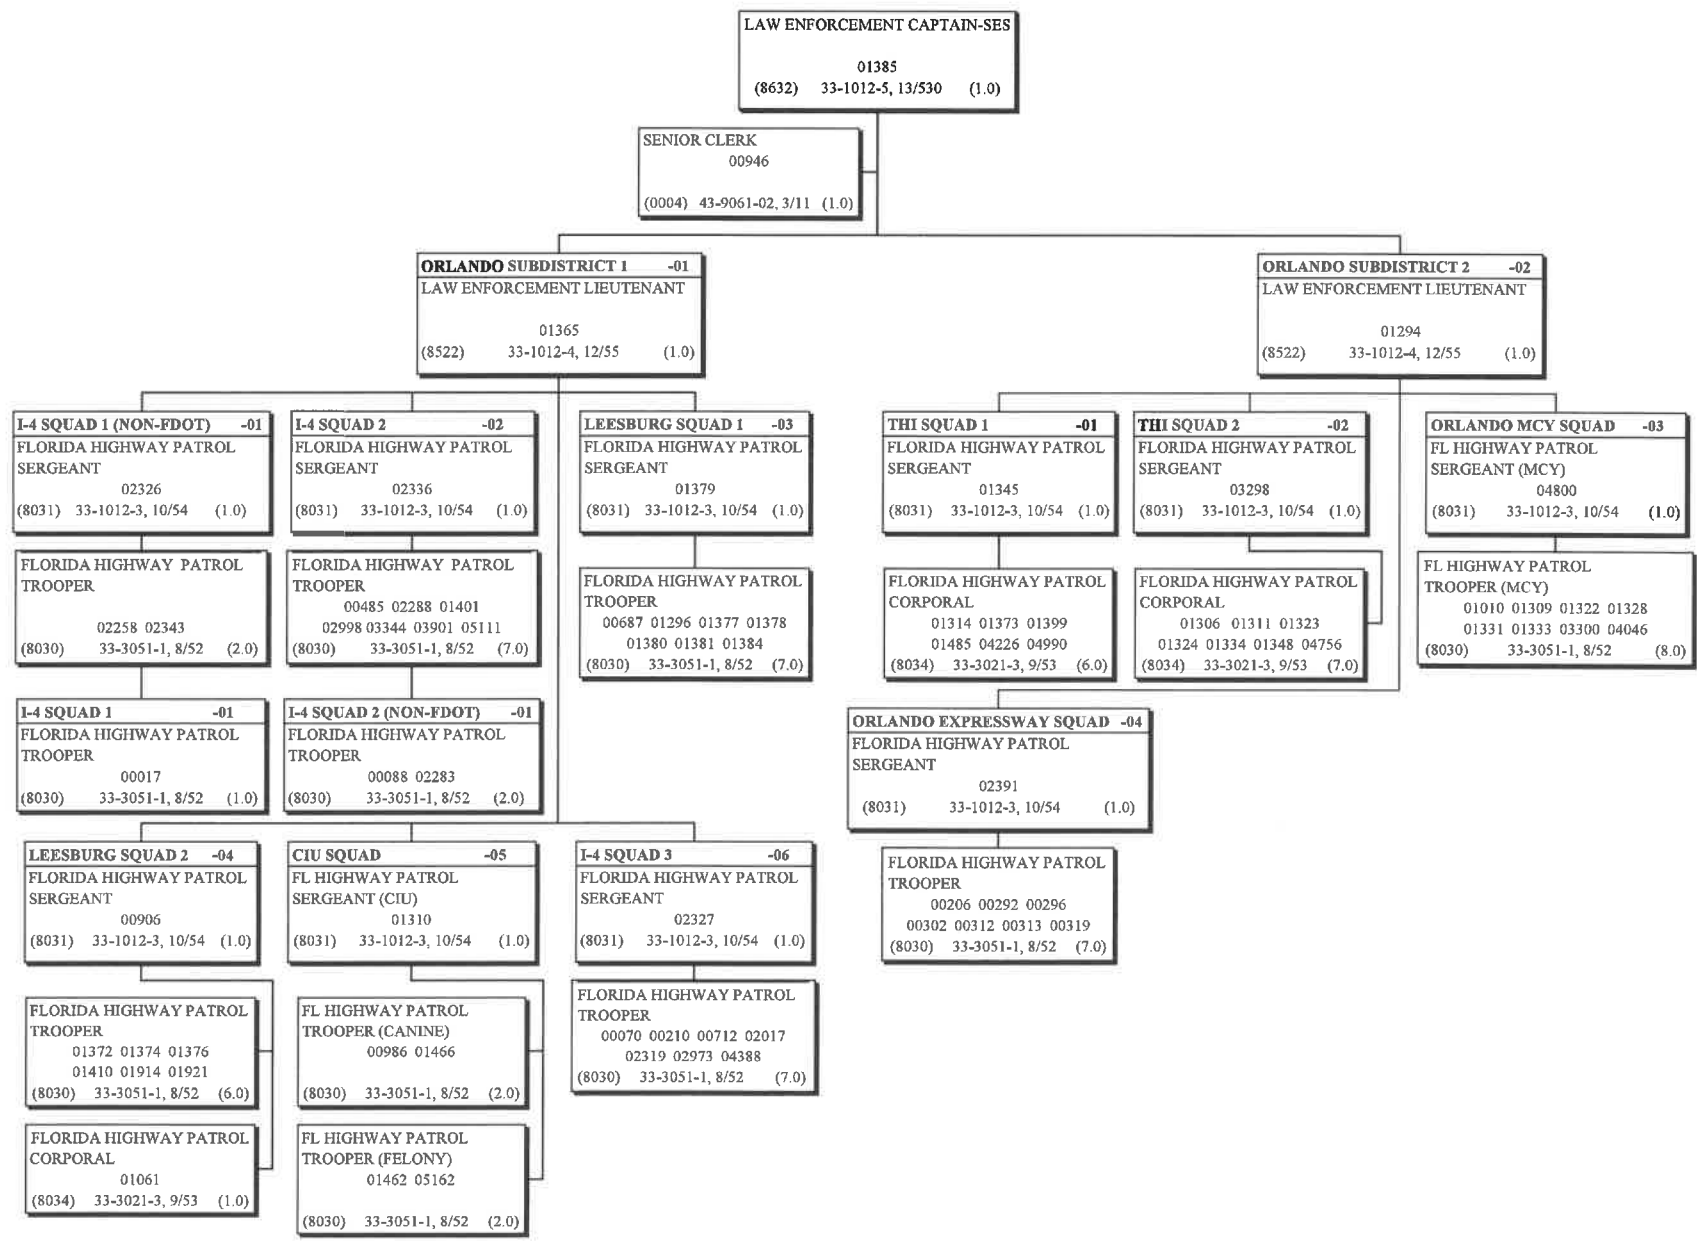 LAW ENFORCEMENT CAPTAIN-SES
01385
(8632) 33-1012-5, 13/530 (1.0)
SENIOR CLERK
00946
(0004) 43-9061-02, 3/11 (1.0)
ORLANDO SUBDISTRICT 1 -01
LAW ENFORCEMENT LIEUTENANT
01365
(8522) 33-1012-4, 12/55 (1.0)
ORLANDO SUBDISTRICT 2 -02
LAW ENFORCEMENT LIEUTENANT
01294
(8522) 33-1012-4, 12/55 (1.0)
I-4 SQUAD 1 (NON-FDOT) -01
FLORIDA HIGHWAY PATROL
SERGEANT
02326
(8031) 33-1012-3, 10/54 (1.0)
I-4 SQUAD 2 -02
FLORIDA HIGHWAY PATROL
SERGEANT
02336
(8031) 33-1012-3, 10/54 (1.0)
LEESBURG SQUAD 1 -03
FLORIDA HIGHWAY PATROL
SERGEANT
01379
(8031) 33-1012-3, 10/54 (1.0)
THI SQUAD 1 -01
FLORIDA HIGHWAY PATROL
SERGEANT
01345
(8031) 33-1012-3, 10/54 (1.0)
THI SQUAD 2 -02
FLORIDA HIGHWAY PATROL
SERGEANT
03298
(8031) 33-1012-3, 10/54 (1.0)
ORLANDO MCY SQUAD -03
FL HIGHWAY PATROL
SERGEANT (MCY)
04800
(8031) 33-1012-3, 10/54 (1.0)
FLORIDA HIGHWAY PATROL
TROOPER
02258 02343
(8030) 33-3051-1, 8/52 (2.0)
FLORIDA HIGHWAY PATROL
TROOPER
00485 02288 01401
02998 03344 03901 05111
(8030) 33-3051-1, 8/52 (7.0)
FLORIDA HIGHWAY PATROL
TROOPER
00687 01296 01377 01378
01380 01381 01384
(8030) 33-3051-1, 8/52 (7.0)
FLORIDA HIGHWAY PATROL
CORPORAL
01314 01373 01399
01485 04226 04990
(8034) 33-3021-3, 9/53 (6.0)
FLORIDA HIGHWAY PATROL
CORPORAL
01306 01311 01323
01324 01334 01348 04756
(8034) 33-3021-3, 9/53 (7.0)
FL HIGHWAY PATROL
TROOPER (MCY)
01010 01309 01322 01328
01331 01333 03300 04046
(8030) 33-3051-1, 8/52 (8.0)
I-4 SQUAD 1 -01
FLORIDA HIGHWAY PATROL
TROOPER
00017
(8030) 33-3051-1, 8/52 (1.0)
I-4 SQUAD 2 (NON-FDOT) -01
FLORIDA HIGHWAY PATROL
TROOPER
00088 02283
(8030) 33-3051-1, 8/52 (2.0)
ORLANDO EXPRESSWAY SQUAD -04
FLORIDA HIGHWAY PATROL
SERGEANT
02391
(8031) 33-1012-3, 10/54 (1.0)
FLORIDA HIGHWAY PATROL
TROOPER
00206 00292 00296
00302 00312 00313 00319
(8030) 33-3051-1, 8/52 (7.0)
LEESBURG SQUAD 2 -04
FLORIDA HIGHWAY PATROL
SERGEANT
00906
(8031) 33-1012-3, 10/54 (1.0)
CIU SQUAD -05
FL HIGHWAY PATROL
SERGEANT (CIU)
01310
(8031) 33-1012-3, 10/54 (1.0)
I-4 SQUAD 3 -06
FLORIDA HIGHWAY PATROL
SERGEANT
02327
(8031) 33-1012-3, 10/54 (1.0)
FLORIDA HIGHWAY PATROL
TROOPER
01372 01374 01376
01410 01914 01921
(8030) 33-3051-1, 8/52 (6.0)
FL HIGHWAY PATROL
TROOPER (CANINE)
00986 01466
(8030) 33-3051-1, 8/52 (2.0)
FLORIDA HIGHWAY PATROL
TROOPER
00070 00210 00712 02017
02319 02973 04388
(8030) 33-3051-1, 8/52 (7.0)
FLORIDA HIGHWAY PATROL
CORPORAL
01061
(8034) 33-3021-3, 9/53 (1.0)
FL HIGHWAY PATROL
TROOPER (FELONY)
01462 05162
(8030) 33-3051-1, 8/52 (2.0)